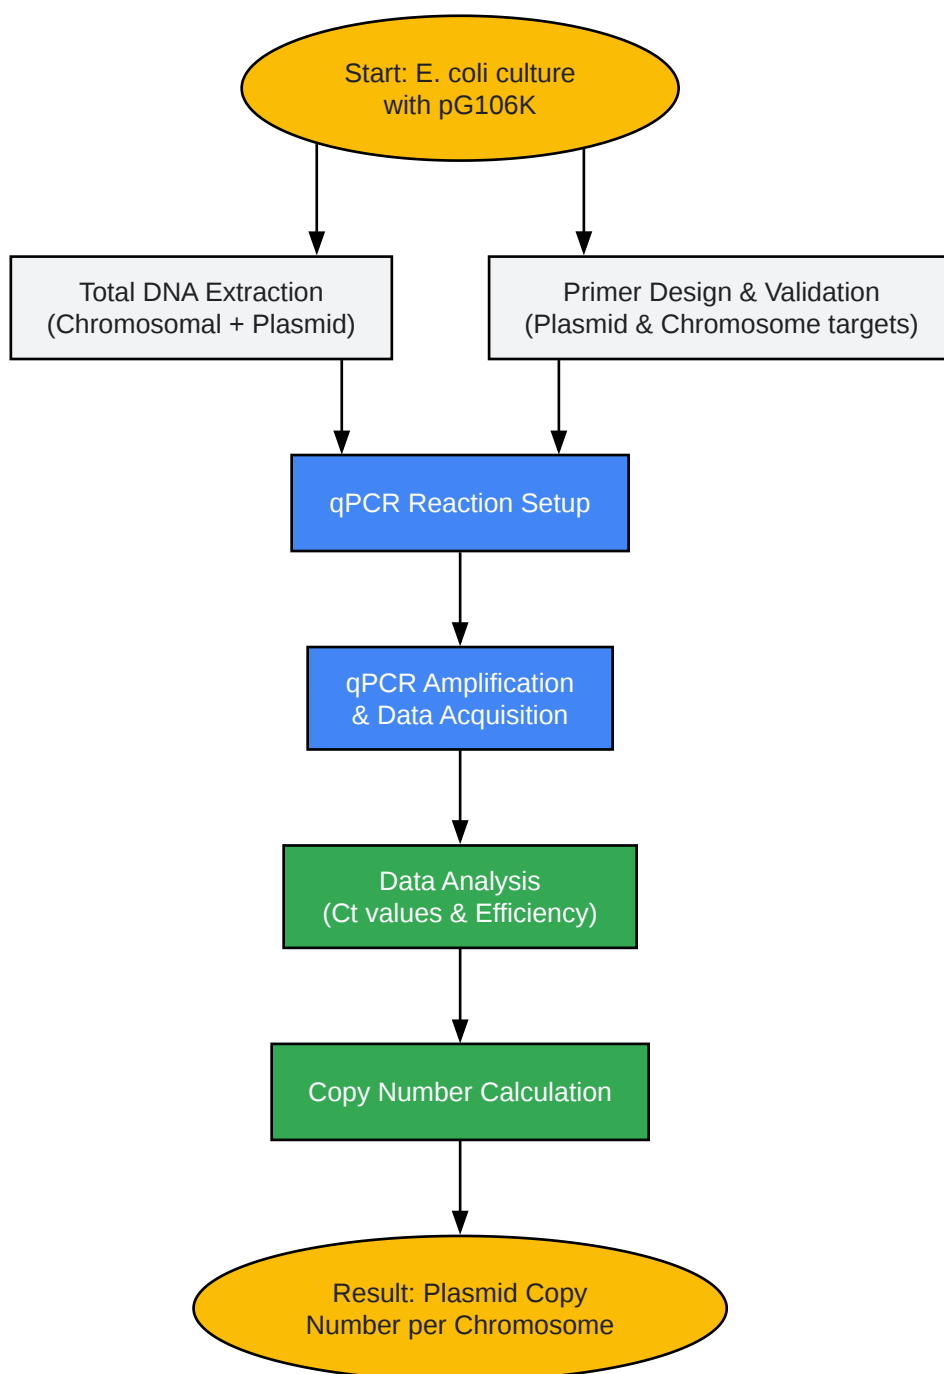 Start: E. coli culture
with pG106K
Total DNA Extraction
(Chromosomal + Plasmid)
Primer Design & Validation
(Plasmid & Chromosome targets)
qPCR Reaction Setup
qPCR Amplification
& Data Acquisition
Data Analysis
(Ct values & Efficiency)
Copy Number Calculation
Result: Plasmid Copy
Number per Chromosome